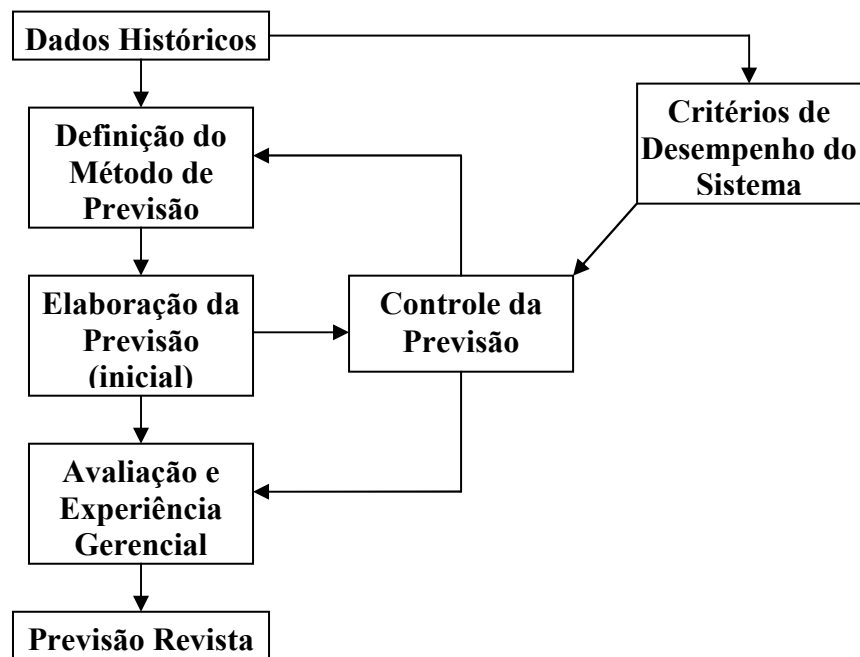 Dados Históricos
Definição do
Método de
Previsão
Critérios de
Desempenho do
Sistema
Elaboração da
Previsão
(inicial)
Controle da
Previsão
Avaliação e
Experiência
Gerencial
Previsão Revista